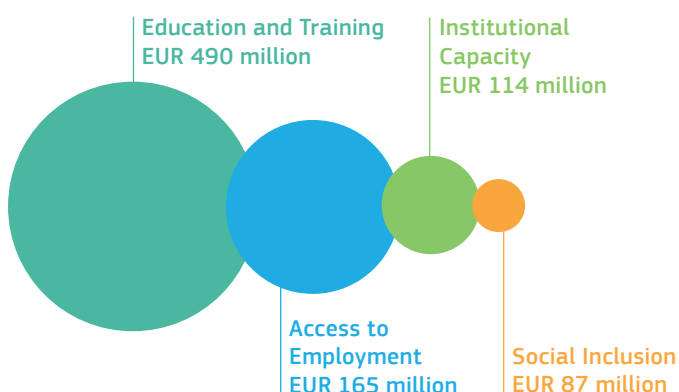 Education and Training
EUR 490 million
Institutional
Capacity
EUR 114 million
Access to
Employment
EUR 165 million
Social Inclusion
EUR 87 million